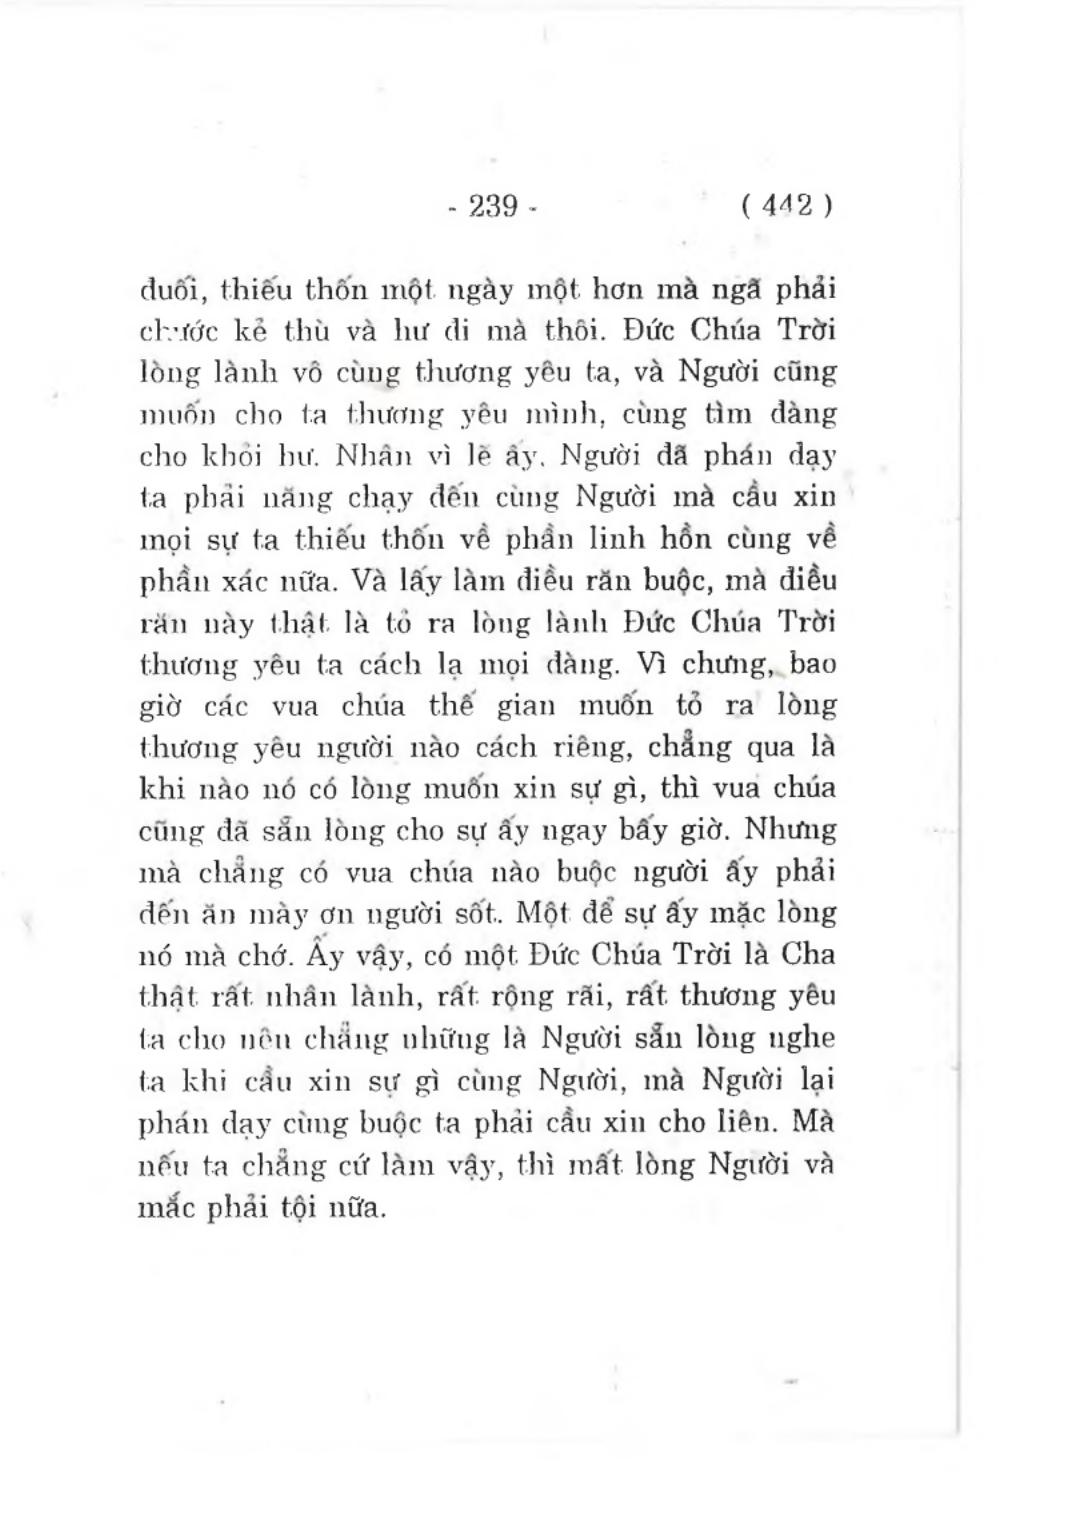 - 239 -
( 442 )
đuối, thiếu thốn một ngày một hơn mà ngã phải
chước kẻ thù và hư đi mà thôi. Đức Chúa Trời
lòng lành vô cùng thương yêu ta, và Người cũng
muốn cho ta thương yêu mình, cùng tìm đàng
cho khỏi hư. Nhân vì lẽ ấy, Người đã phán dạy
ta phải năng chạy đến cùng Người mà cầu xin
mọi sự ta thiếu thốn về phần linh hồn cùng về
phần xác nữa. Và lấy làm điều răn buộc, mà điều
răn này thật là tỏ ra lòng lành Đức Chúa Trời
thương yêu ta cách lạ mọi đàng. Vì chưng, bao
giờ các vua chúa thế gian muốn tỏ ra lòng
thương yêu người nào cách riêng, chẳng qua là
khi nào nó có lòng muốn xin sự gì, thì vua chúa
cũng đã sẵn lòng cho sự ấy ngay bấy giờ. Nhưng
mà chẳng có vua chúa nào buộc người ấy phải
đến ăn mày ơn người sốt. Một để sự ấy mặc lòng
nó mà chớ. Ấy vậy, có một Đức Chúa Trời là Cha
thật rất nhân lành, rất rộng rãi, rất thương yêu
ta cho nên chẳng những là Người sẵn lòng nghe
ta khi cầu xin sự gì cùng Người, mà Người lại
phán dạy cùng buộc ta phải cầu xin cho liên. Mà
nếu ta chẳng cứ làm vậy, thì mất lòng Người và
mắc phải tội nữa.